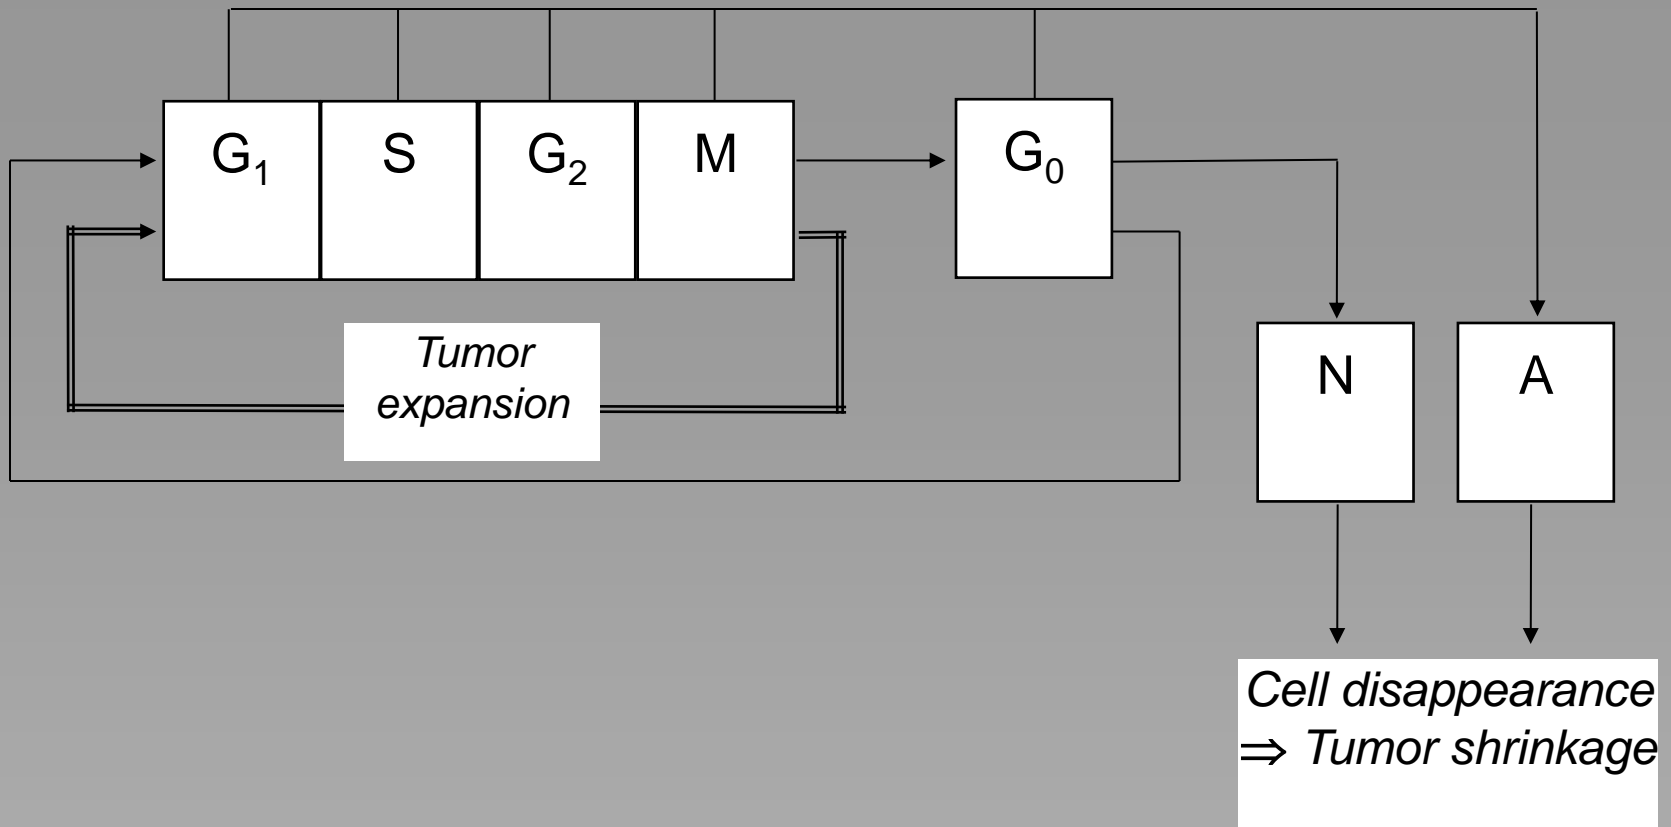 G₁ S G₂ M G₀
Tumor
expansion
N A
Cell disappearance
⇒ Tumor shrinkage